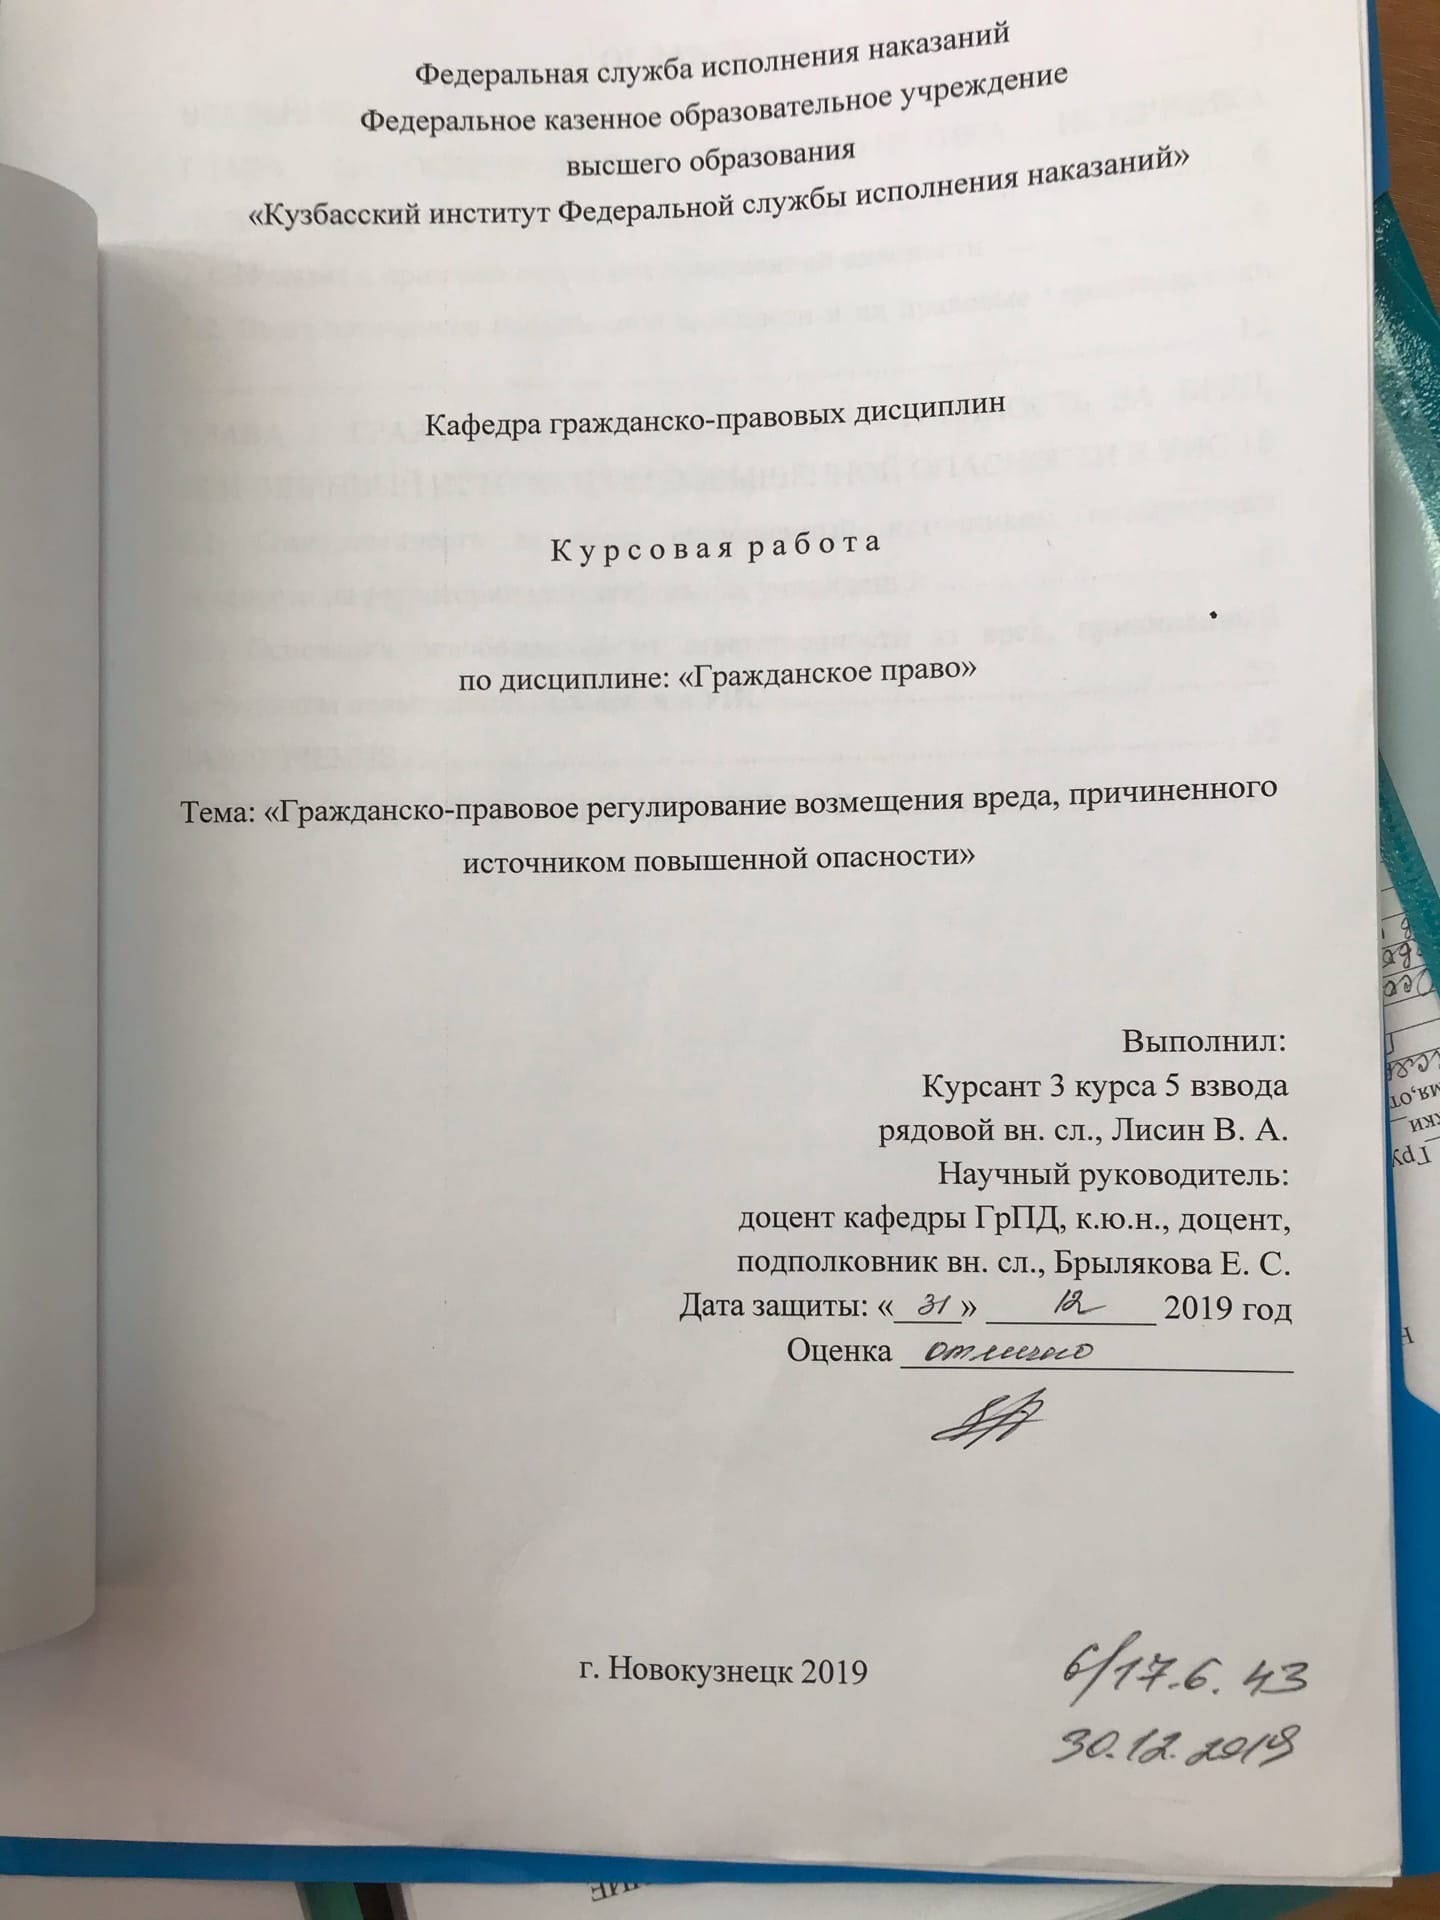 Федеральная служба исполнения наказаний
Федеральное казенное образовательное учреждение
высшего образования
«Кузбасский институт Федеральной службы исполнения наказаний»
Кафедра гражданско-правовых дисциплин
К у р с о в а я  р а б о т а
по дисциплине: «Гражданское право»
Тема: «Гражданско-правовое регулирование возмещения вреда, причиненного
источником повышенной опасности»
Выполнил:
Курсант 3 курса 5 взвода
рядовой вн. сл., Лисин В. А.
Научный руководитель:
доцент кафедры ГрПД, к.ю.н., доцент,
подполковник вн. сл., Брылякова Е. С.
Дата защиты: «31» 12 2019 год
Оценка отлично
г. Новокузнецк 2019
6/17.6. 43
30.12.2019